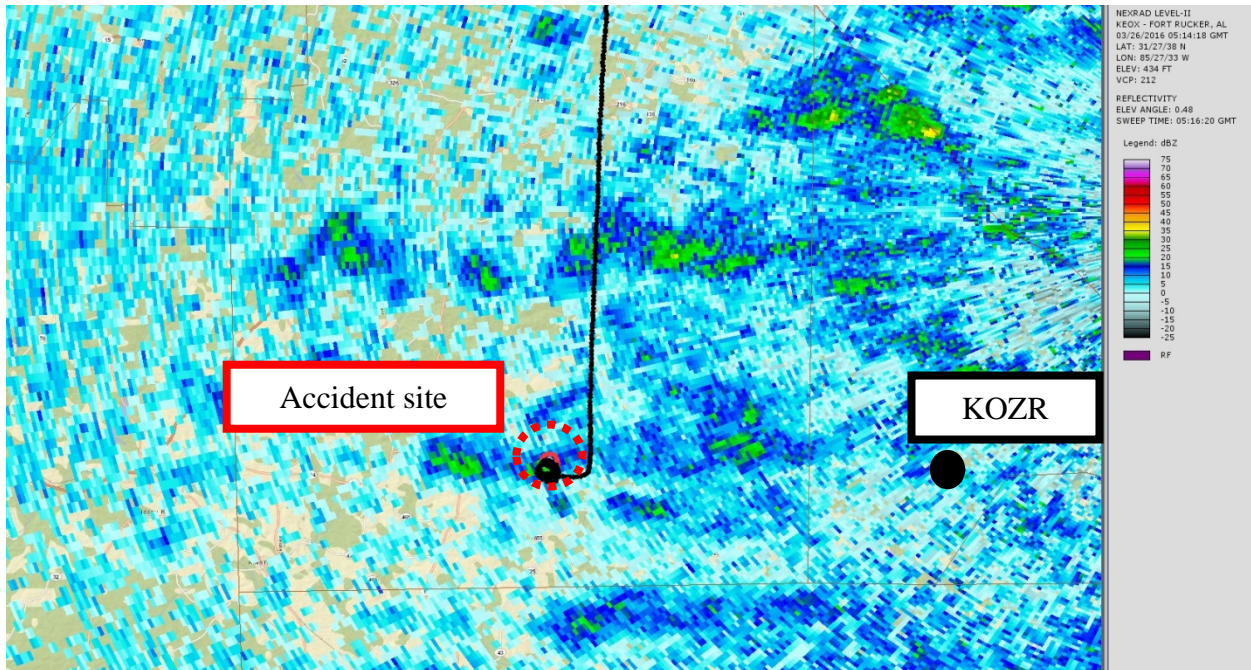 NEXRAD LEVEL-II
KEOX - FORT RUCKER, AL
03/26/2016 05:14:18 GMT
LAT: 31/27/38 N
LON: 85/27/33 W
ELEV: 434 FT
VCP: 212
REFLECTIVITY
ELEV ANGLE: 0.48
SWEEP TIME: 05:16:20 GMT
Legend: dBZ
75
70
65
60
55
50
45
40
35
30
25
20
15
10
5
0
-5
-10
-15
-20
-25
RF
Accident site
KOZR